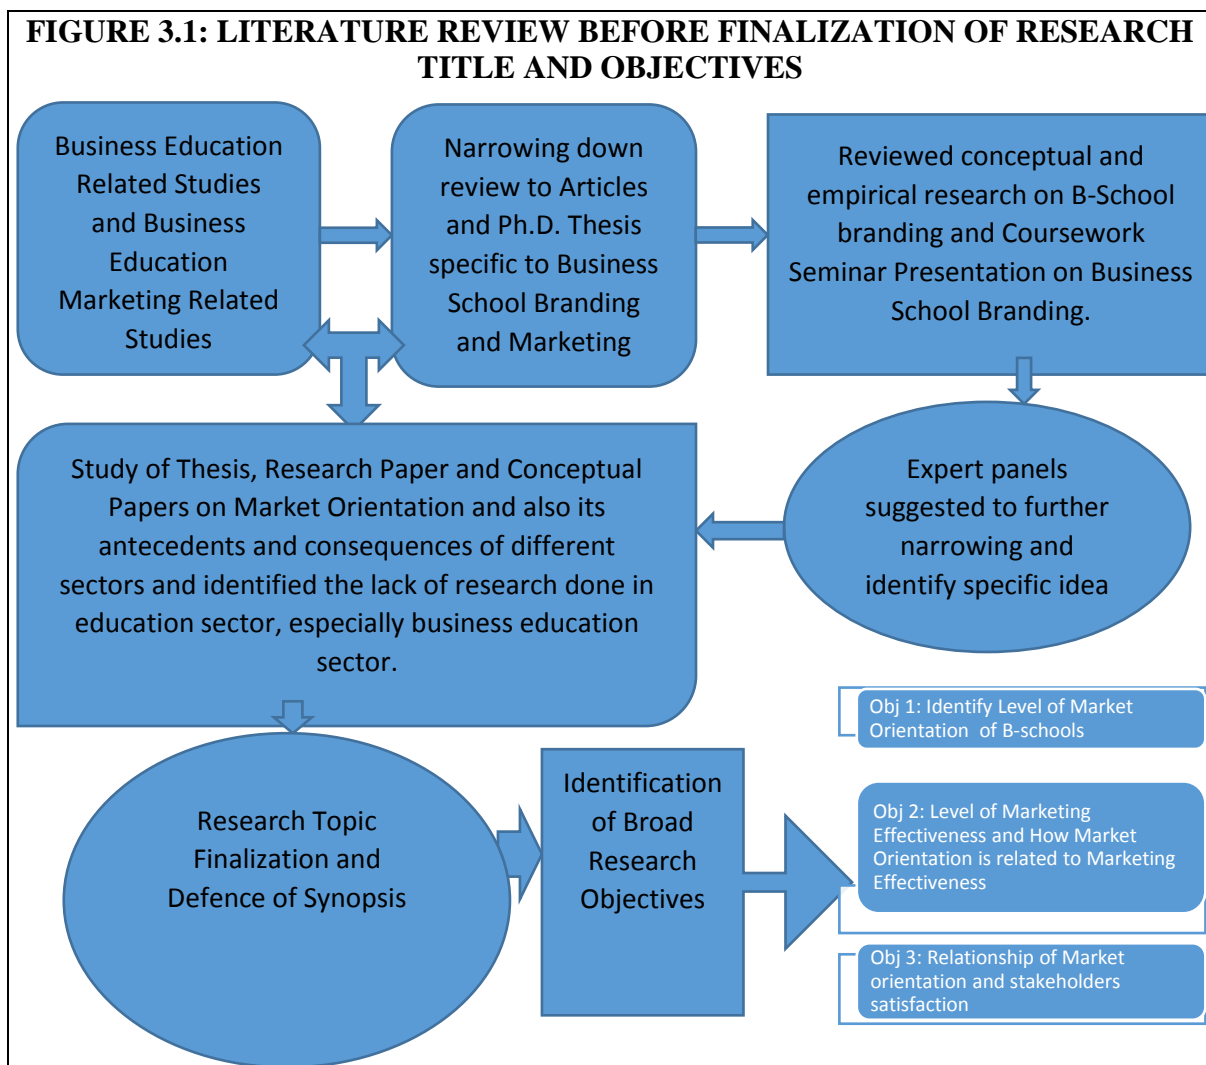 FIGURE 3.1: LITERATURE REVIEW BEFORE FINALIZATION OF RESEARCH
TITLE AND OBJECTIVES
Business Education
Related Studies
and Business
Education
Marketing Related
Studies
Narrowing down
review to Articles
and Ph.D. Thesis
specific to Business
School Branding
and Marketing
Reviewed conceptual and
empirical research on B-School
branding and Coursework
Seminar Presentation on Business
School Branding.
Study of Thesis, Research Paper and Conceptual
Papers on Market Orientation and also its
antecedents and consequences of different
sectors and identified the lack of research done in
education sector, especially business education
sector.
Expert panels
suggested to further
narrowing and
identify specific idea
Research Topic
Finalization and
Defence of Synopsis
Identification
of Broad
Research
Objectives
Obj 1: Identify Level of Market
Orientation of B-schools
Obj 2: Level of Marketing
Effectiveness and How Market
Orientation is related to Marketing
Effectiveness
Obj 3: Relationship of Market
orientation and stakeholders
satisfaction